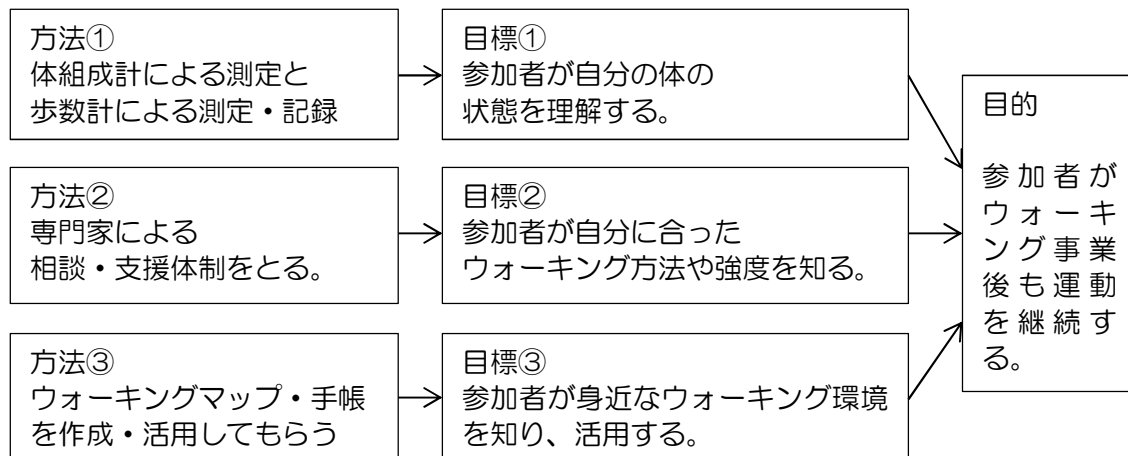 方法①
体組成計による測定と
歩数計による測定・記録
目標①
参加者が自分の体の
状態を理解する。
方法②
専門家による
相談・支援体制をとる。
目標②
参加者が自分に合った
ウォーキング方法や強度を知る。
方法③
ウォーキングマップ・手帳
を作成・活用してもらう
目標③
参加者が身近なウォーキング環境
を知り、活用する。
目的
参加者が
ウォーキ
ング事業
後も運動
を継続す
る。